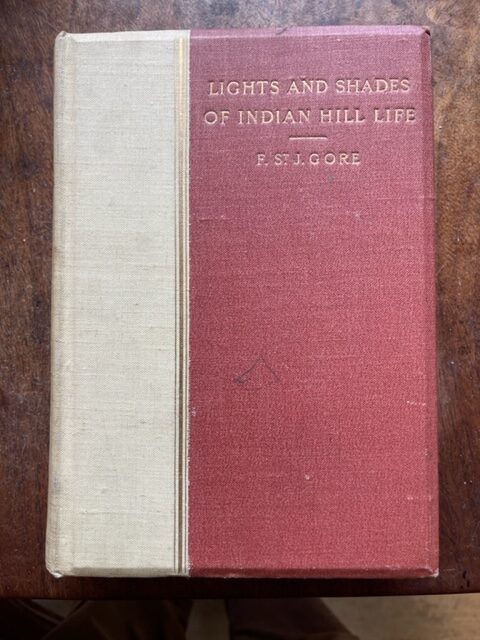 LIGHTS AND SHADES
OF INDIAN HILL LIFE
F. ST J. GORE